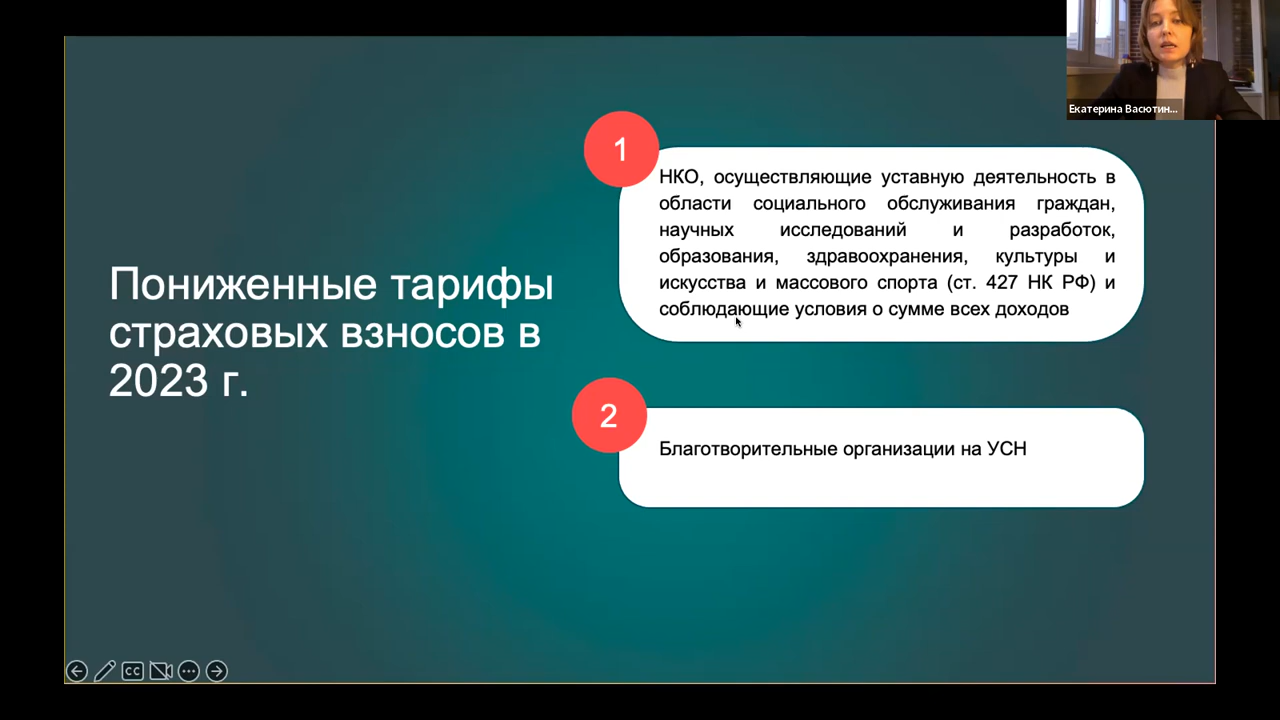 Екатерина Васютин...
Пониженные тарифы
страховых взносов в
2023 г.
1
НКО, осуществляющие уставную деятельность в
области социального обслуживания граждан,
научных исследований и разработок,
образования, здравоохранения, культуры и
искусства и массового спорта (ст. 427 НК РФ) и
соблюдающие условия о сумме всех доходов
2
Благотворительные организации на УСН
CC